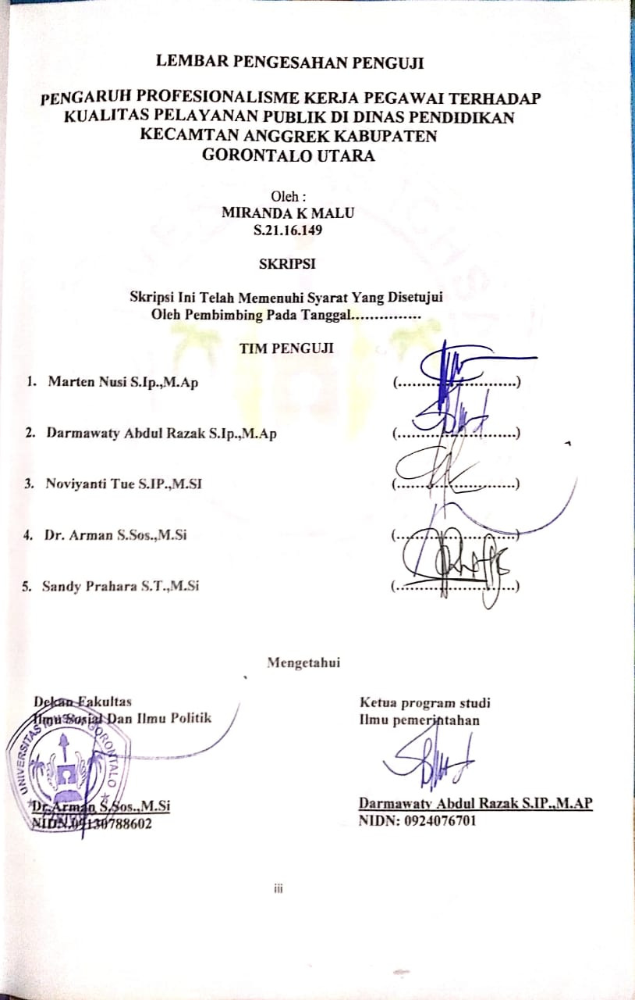 LEMBAR PENGESAHAN PENGUJI
PENGARUH PROFESIONALISME KERJA PEGAWAI TERHADAP
KUALITAS PELAYANAN PUBLIK DI DINAS PENDIDIKAN
KECAMTAN ANGGREK KABUPATEN
GORONTALO UTARA
Oleh :
MIRANDA K MALU
S.21.16.149
SKRIPSI
Skripsi Ini Telah Memenuhi Syarat Yang Disetujui
Oleh Pembimbing Pada Tanggal...............
TIM PENGUJI
1. Marten Nusi S.Ip.,M.Ap (..........................)
2. Darmawaty Abdul Razak S.Ip.,M.Ap (..........................)
3. Noviyanti Tue S.IP.,M.SI (..........................)
4. Dr. Arman S.Sos.,M.Si (..........................)
5. Sandy Prahara S.T.,M.Si (..........................)
Mengetahui
Dekan Fakultas
Ilmu Sosial Dan Ilmu Politik
UNIVERSITAS ICHSAN GORONTALO
Dr.Arman S.Sos.,M.Si
NIDN.09130788602
Ketua program studi
Ilmu pemerintahan
Darmawaty Abdul Razak S.IP.,M.AP
NIDN: 0924076701
iii